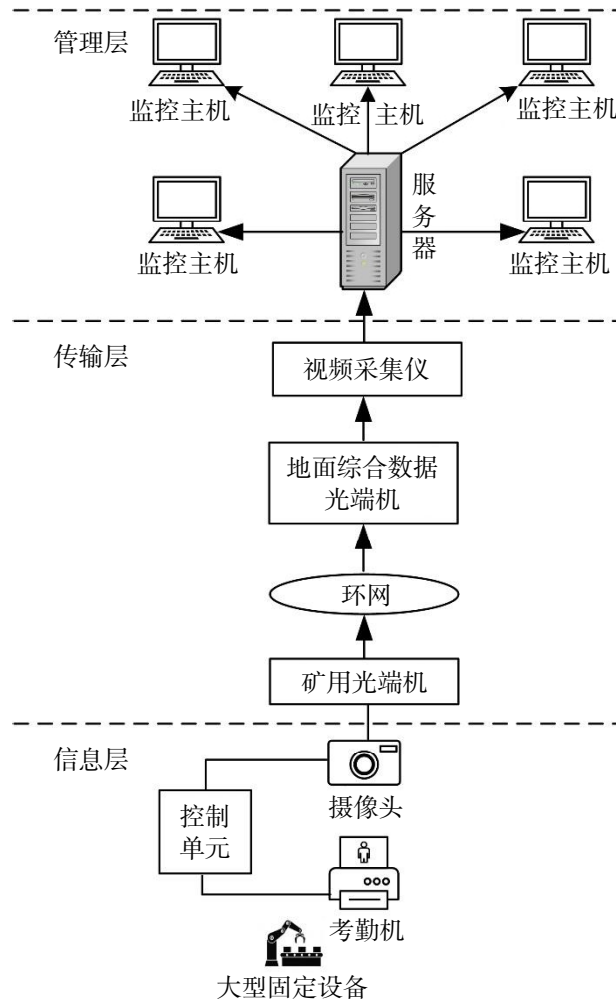 管理层
监控主机
监控主机
监控主机
服务器
监控主机
监控主机
传输层
视频采集仪
地面综合数据
光端机
环网
矿用光端机
信息层
摄像头
控制
单元
考勤机
大型固定设备